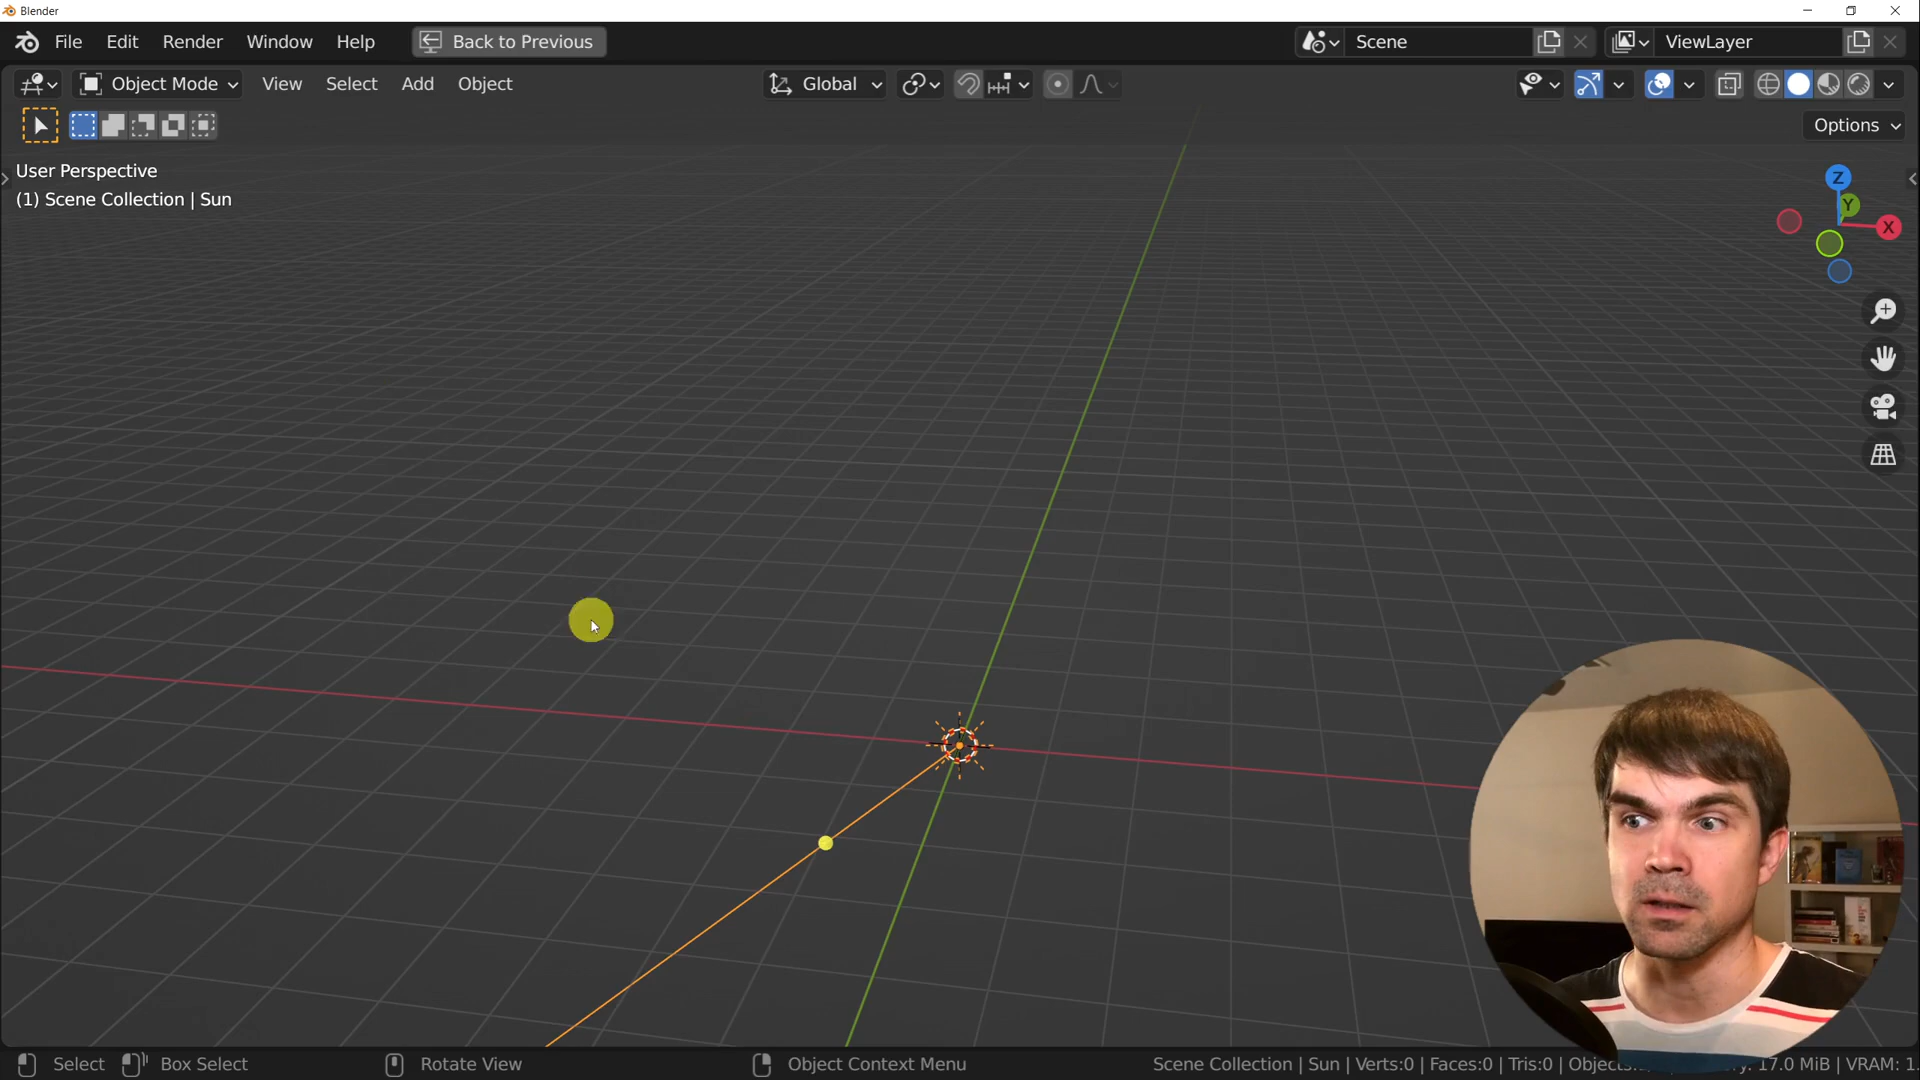 Blender
File Edit Render Window Help Back to Previous Scene ViewLayer
Object Mode View Select Add Object Global
Options
User Perspective
(1) Scene Collection | Sun
Z
Y
X
Select Box Select Rotate View Object Context Menu Scene Collection | Sun | Verts:0 | Faces:0 | Tris:0 | 17.0 MiB | VRAM: 1.